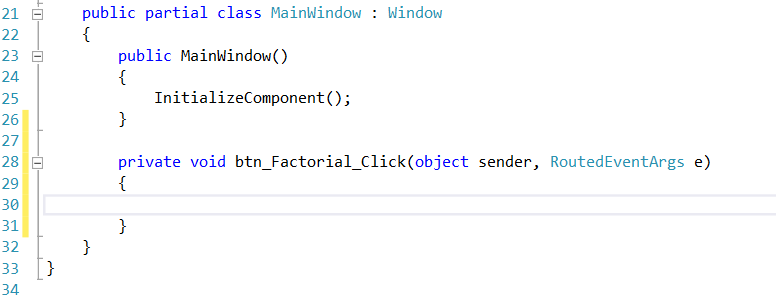 21 public partial class MainWindow : Window
22 {
23 public MainWindow()
24 {
25 InitializeComponent();
26 }
27
28 private void btn_Factorial_Click(object sender, RoutedEventArgs e)
29 {
30
31 }
32 }
33 }
34